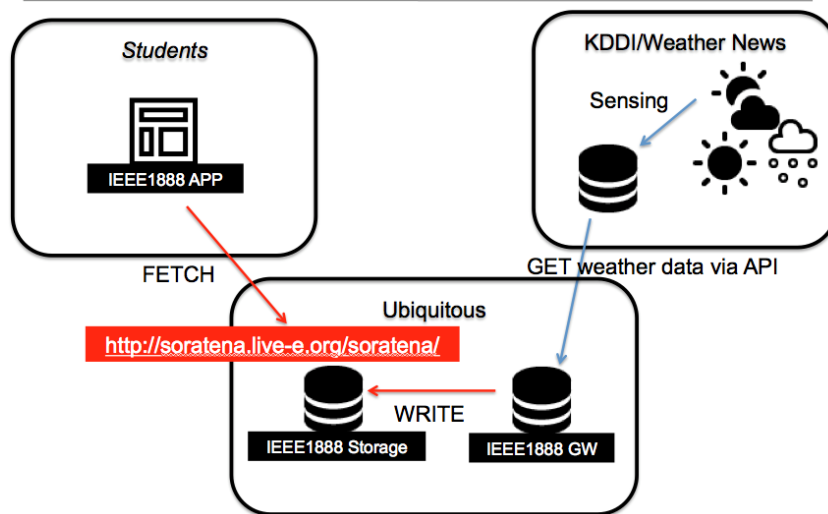 Students
IEEE1888 APP
KDDI/Weather News
Sensing
FETCH
GET weather data via API
Ubiquitous
http://soratena.live-e.org/soratena/
WRITE
IEEE1888 Storage
IEEE1888 GW